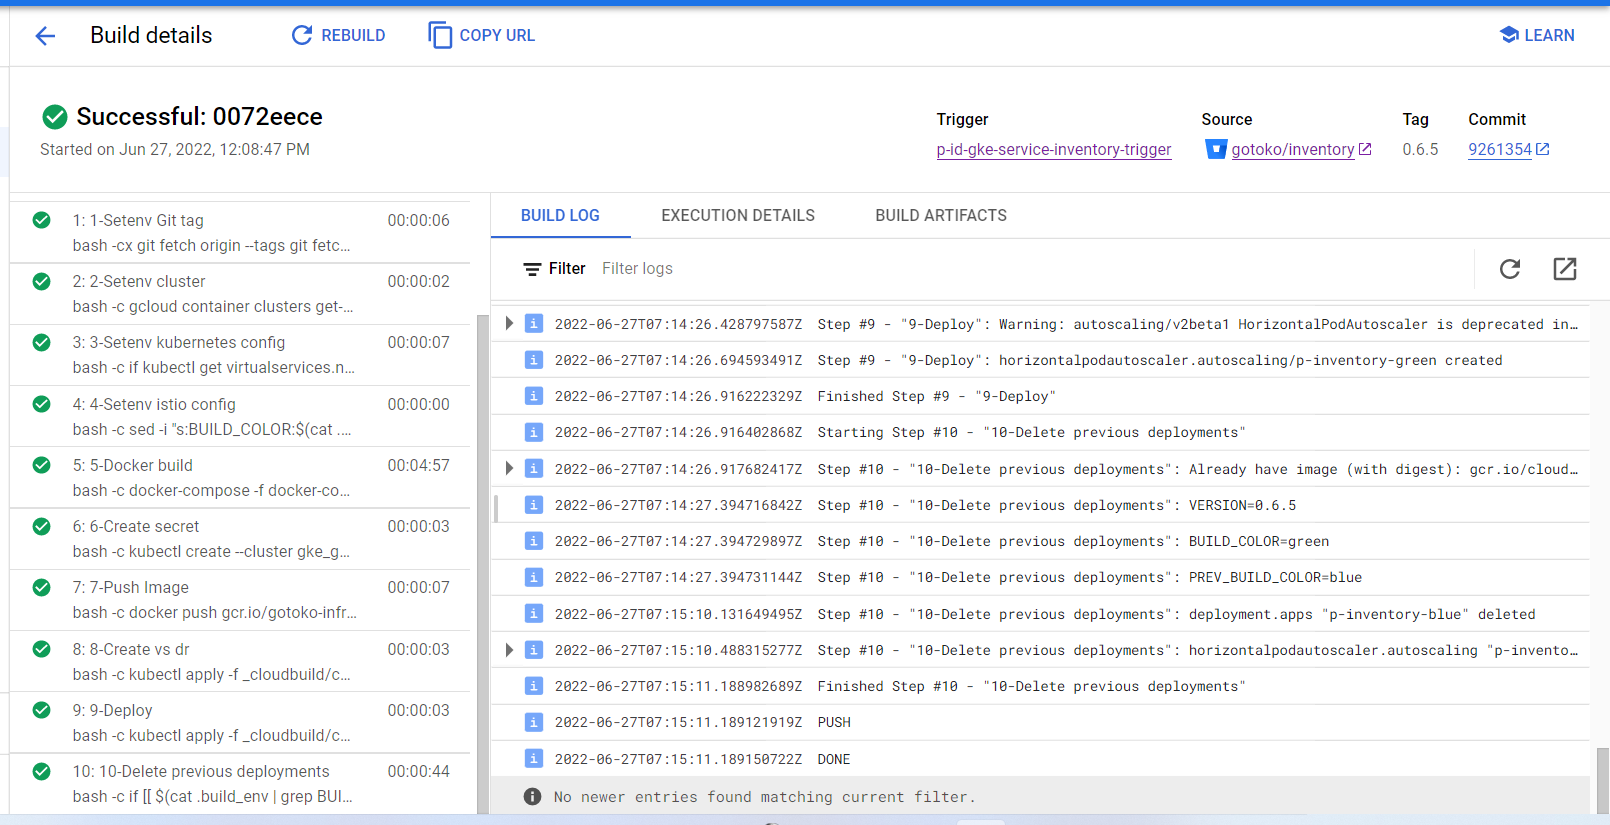 Build details
REBUILD
COPY URL
LEARN
Successful: 0072eece
Started on Jun 27, 2022, 12:08:47 PM
Trigger
p-id-gke-service-inventory-trigger
Source
gotoko/inventory
Tag
0.6.5
Commit
9261354
1: 1-Setenv Git tag 00:00:06
bash -cx git fetch origin --tags git fetc...
2: 2-Setenv cluster 00:00:02
bash -c gcloud container clusters get-...
3: 3-Setenv kubernetes config 00:00:07
bash -c if kubectl get virtualservices.n...
4: 4-Setenv istio config 00:00:00
bash -c sed -i "s:BUILD_COLOR:$(cat ....
5: 5-Docker build 00:04:57
bash -c docker-compose -f docker-co...
6: 6-Create secret 00:00:03
bash -c kubectl create --cluster gke_g...
7: 7-Push Image 00:00:07
bash -c docker push gcr.io/gotoko-infr...
8: 8-Create vs dr 00:00:03
bash -c kubectl apply -f _cloudbuild/c...
9: 9-Deploy 00:00:03
bash -c kubectl apply -f _cloudbuild/c...
10: 10-Delete previous deployments 00:00:44
bash -c if [[ $(cat .build_env | grep BUI...
BUILD LOG
EXECUTION DETAILS
BUILD ARTIFACTS
Filter Filter logs
2022-06-27T07:14:26.428797587Z Step #9 - "9-Deploy": Warning: autoscaling/v2beta1 HorizontalPodAutoscaler is deprecated in...
2022-06-27T07:14:26.694593491Z Step #9 - "9-Deploy": horizontalpodautoscaler.autoscaling/p-inventory-green created
2022-06-27T07:14:26.916222329Z Finished Step #9 - "9-Deploy"
2022-06-27T07:14:26.916402868Z Starting Step #10 - "10-Delete previous deployments"
2022-06-27T07:14:26.917682417Z Step #10 - "10-Delete previous deployments": Already have image (with digest): gcr.io/cloud...
2022-06-27T07:14:27.394716842Z Step #10 - "10-Delete previous deployments": VERSION=0.6.5
2022-06-27T07:14:27.394729897Z Step #10 - "10-Delete previous deployments": BUILD_COLOR=green
2022-06-27T07:14:27.394731144Z Step #10 - "10-Delete previous deployments": PREV_BUILD_COLOR=blue
2022-06-27T07:15:10.131649495Z Step #10 - "10-Delete previous deployments": deployment.apps "p-inventory-blue" deleted
2022-06-27T07:15:10.488315277Z Step #10 - "10-Delete previous deployments": horizontalpodautoscaler.autoscaling "p-invento...
2022-06-27T07:15:11.188982689Z Finished Step #10 - "10-Delete previous deployments"
2022-06-27T07:15:11.189121919Z PUSH
2022-06-27T07:15:11.189150722Z DONE
No newer entries found matching current filter.